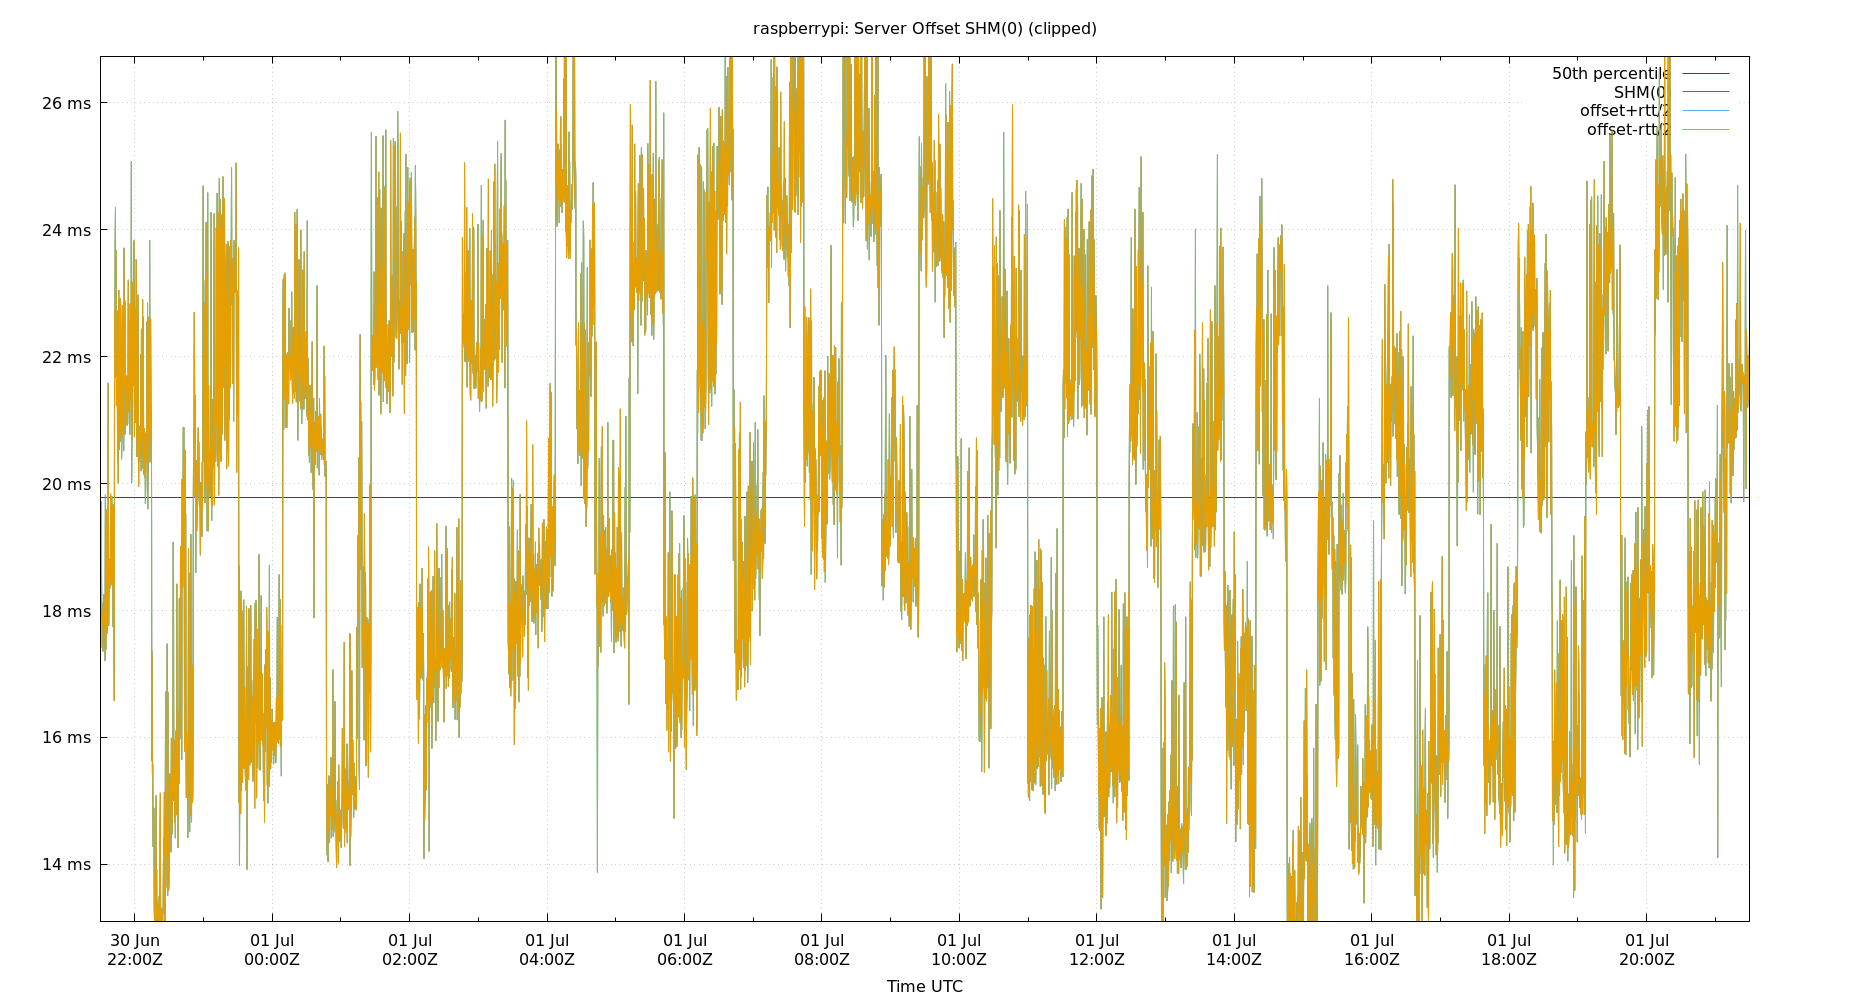 raspberrypi: Server Offset SHM(0) (clipped)
50th percentile
SHM(0
offset+rtt/2
offset-rtt/2
26 ms
24 ms
22 ms
20 ms
18 ms
16 ms
14 ms
30 Jun 01 Jul 01 Jul 01 Jul 01 Jul 01 Jul 01 Jul 01 Jul 01 Jul 01 Jul 01 Jul 01 Jul
22:00Z 00:00Z 02:00Z 04:00Z 06:00Z 08:00Z 10:00Z 12:00Z 14:00Z 16:00Z 18:00Z 20:00Z
Time UTC